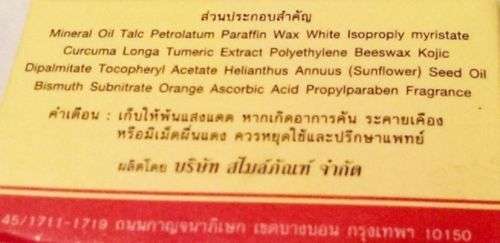 ส่วนประกอบสำคัญ
Mineral Oil Talc Petrolatum Paraffin Wax White Isoproply myristate
Curcuma Longa Tumeric Extract Polyethylene Beeswax Kojic
Dipalmitate Tocopheryl Acetate Helianthus Annuus (Sunflower) Seed Oil
Bismuth Subnitrate Orange Ascorbic Acid Propylparaben Fragrance
คำเตือน : เก็บให้พ้นแสงแดด หากเกิดอาการคัน ระคายเคือง
หรือมีเม็ดผื่นแดง ควรหยุดใช้และปรึกษาแพทย์
ผลิตโดย บริษัท สไมล์ภัณฑ์ จำกัด
45/1711-1719 ถนนกาญจนาภิเษก เขตบางบอน กรุงเทพฯ 10150